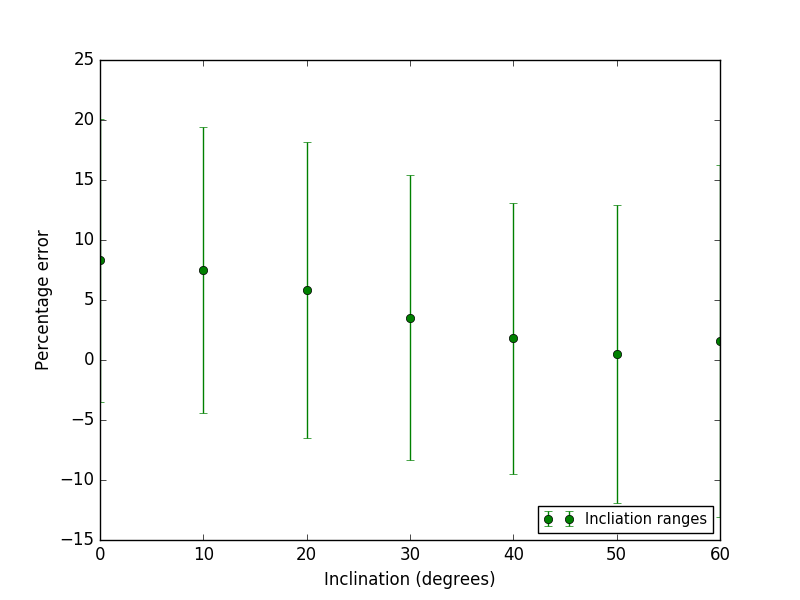 25
20
15
10
5
0
−5
−10
−15
Percentage error
Incliation ranges
0 10 20 30 40 50 60
Inclination (degrees)